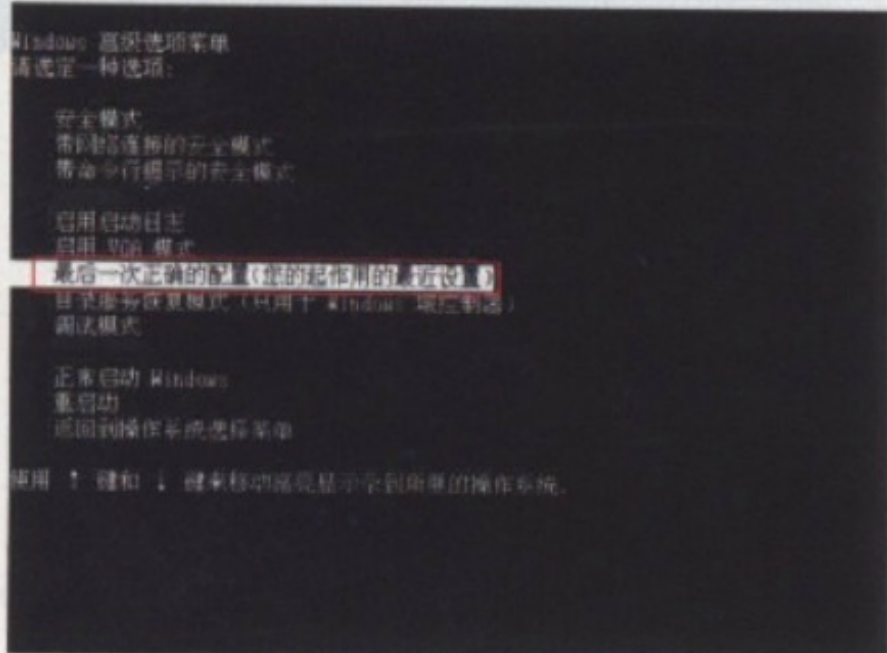 Windows 高级选项菜单
请选定一种选项:
安全模式
带网络连接的安全模式
带命令行提示的安全模式
启用启动日志
启用 VGA 模式
最后一次正确的配置(您的起作用的最近设置)
目录服务恢复模式(只用于 Windows 域控制器)
调试模式
正常启动 Windows
重启动
返回到操作系统选择菜单
使用 ↑ 键和 ↓ 键来移动高亮显示条到所要的操作系统。